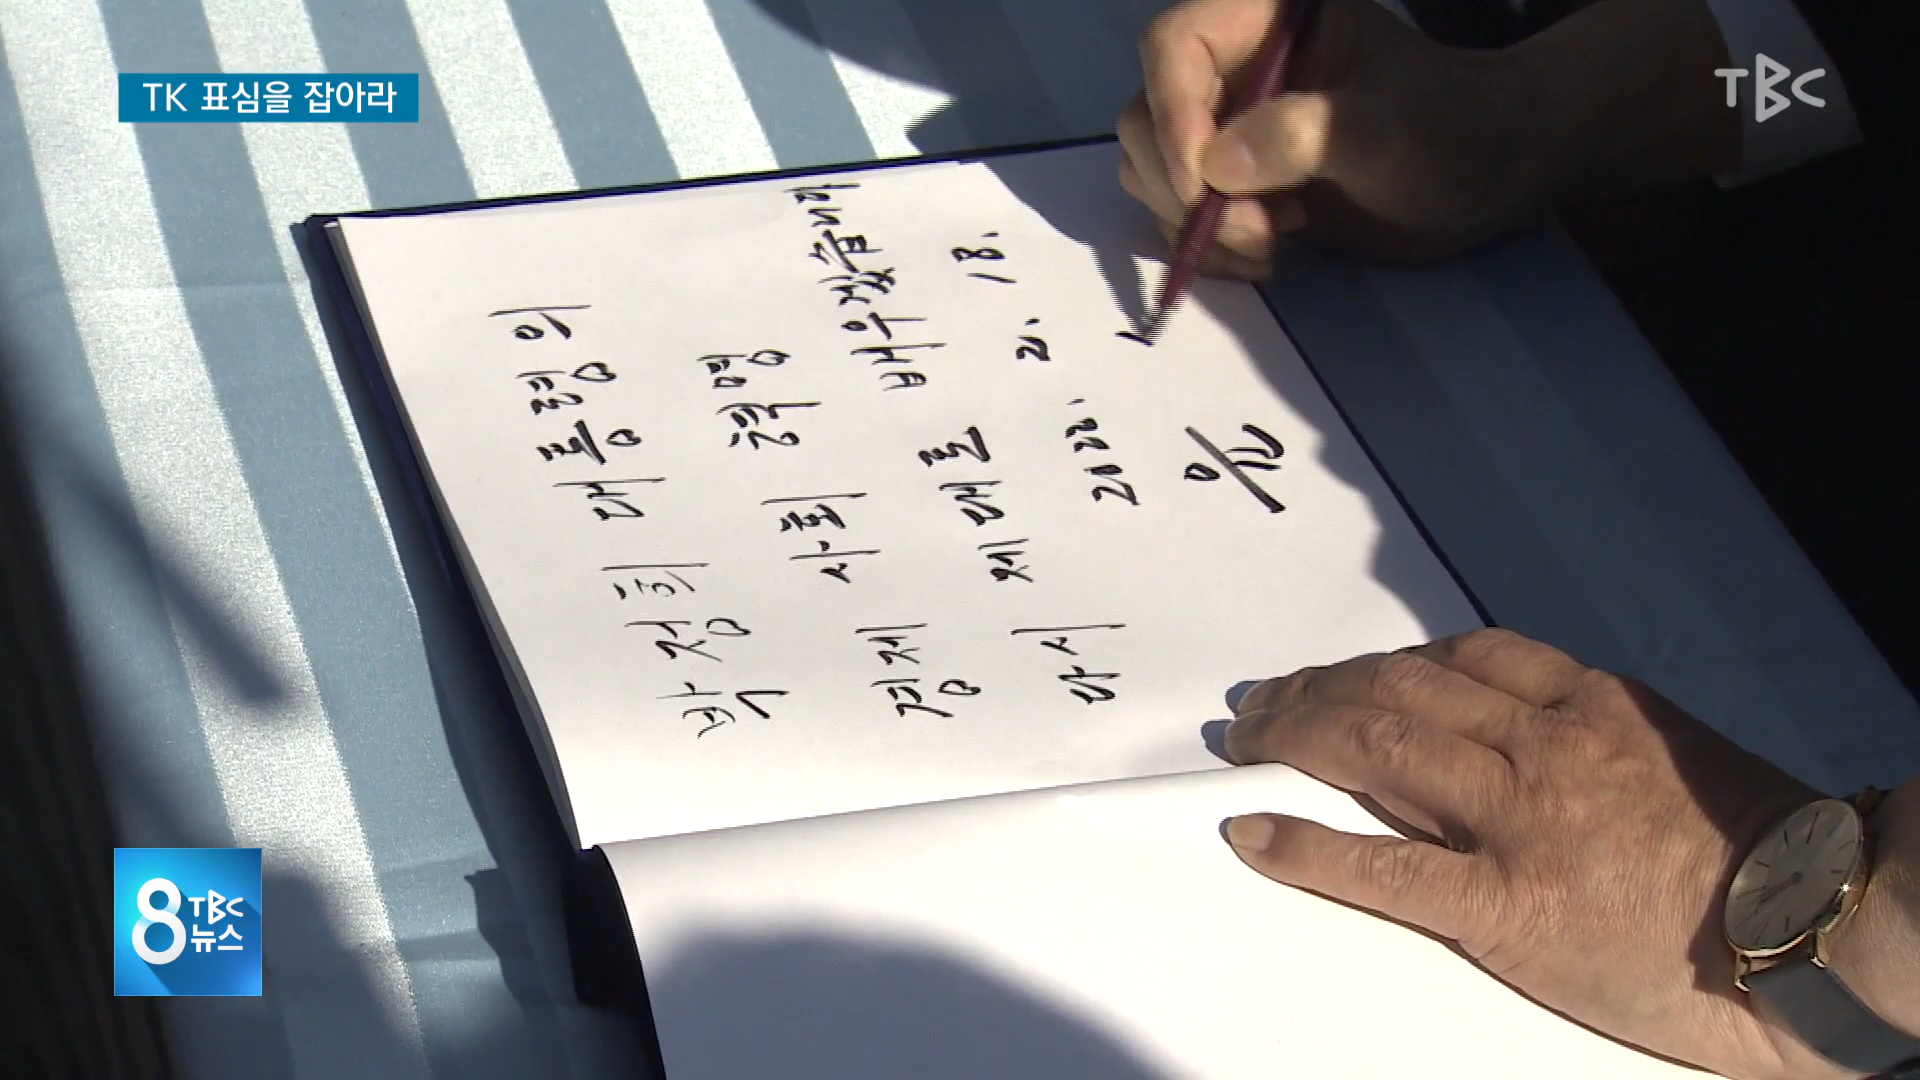 TK 표심을 잡아라
TBC
박정희 대통령의
경제 사회 혁명
다시 제대로 배우겠습니다
2022. 2. 18.
8 TBC
뉴스